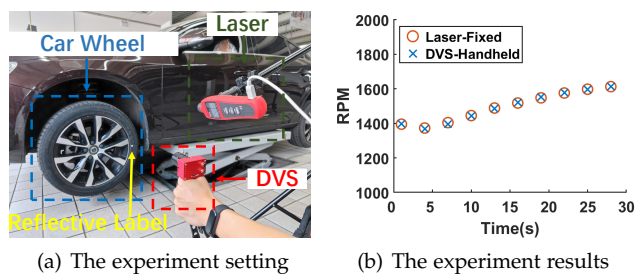 Laser
Car Wheel
DVS
Reflective Label
(a) The experiment setting
2000
1800
1600
1400
1200
1000
RPM
Laser-Fixed
DVS-Handheld
0 5 10 15 20 25 30
Time(s)
(b) The experiment results